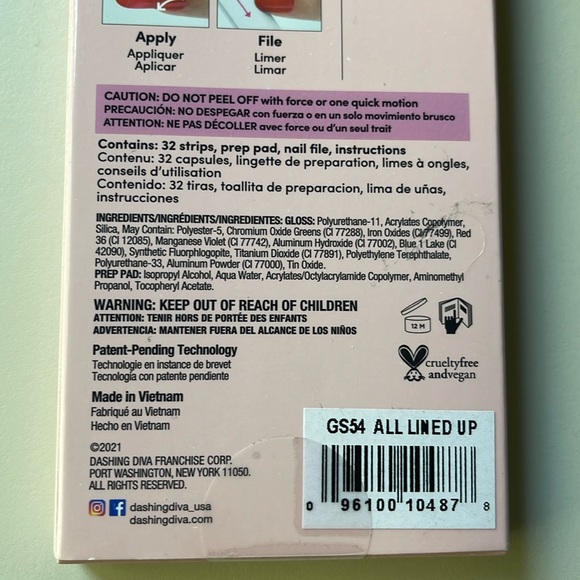 Apply
Appliquer
Aplicar
File
Limer
Limar
CAUTION: DO NOT PEEL OFF with force or one quick motion
PRECAUCIÓN: NO DESPEGAR con fuerza o en un solo movimiento brusco
ATTENTION: NE PAS DÉCOLLER avec force ou d'un seul trait
Contains: 32 strips, prep pad, nail file, instructions
Contenu: 32 capsules, lingette de preparation, limes à ongles,
conseils d'utilisation
Contenido: 32 tiras, toallita de preparacion, lima de uñas,
instrucciones
INGREDIENTS/INGRÉDIENTS/INGREDIENTES: GLOSS: Polyurethane-11, Acrylates Copolymer,
Silica, May Contain: Polyester-5, Chromium Oxide Greens (CI 77288), Iron Oxides (CI77499), Red
36 (CI 12085), Manganese Violet (CI 77742), Aluminum Hydroxide (CI 77002), Blue 1 Lake (CI
42090), Synthetic Fluorphlogopite, Titanium Dioxide (CI 77891), Polyethylene Terephthalate,
Polyurethane-33, Aluminum Powder (CI 77000), Tin Oxide.
PREP PAD: Isopropyl Alcohol, Aqua Water, Acrylates/Octylacrylamide Copolymer, Aminomethyl
Propanol, Tocopheryl Acetate.
WARNING: KEEP OUT OF REACH OF CHILDREN
ATTENTION: TENIR HORS DE PORTÉE DES ENFANTS
ADVERTENCIA: MANTENER FUERA DEL ALCANCE DE LOS NIÑOS
12 M
Patent-Pending Technology
Technologie en instance de brevet
Tecnología con patente pendiente
crueltyfree
andvegan
Made in Vietnam
Fabriqué au Vietnam
Hecho en Vietnam
©2021
DASHING DIVA FRANCHISE CORP.
PORT WASHINGTON, NEW YORK 11050.
ALL RIGHTS RESERVED.
dashingdiva_usa
dashingdiva.com
GS54 ALL LINED UP
0 96100 10487 8